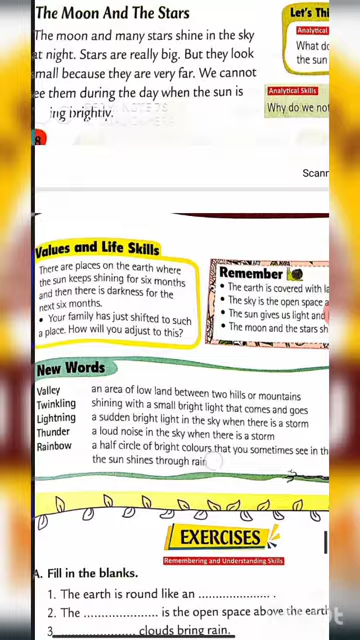 The Moon And The Stars
The moon and many stars shine in the sky
at night. Stars are really big. But they look
mall because they are very far. We cannot
ee them during the day when the sun is
ing brightly.
8
Let's Thi
Analytical
What do
the sun
Analytical Skills
Why do we not
Scann
Values and Life Skills
There are places on the earth where
the sun keeps shining for six months
and then there is darkness for the
next six months.
• Your family has just shifted to such
a place. How will you adjust to this?
Remember
• The earth is covered with la
• The sky is the open space a
• The sun gives us light and
• The moon and the stars sh
New Words
Valley an area of low land between two hills or mountains
Twinkling shining with a small bright light that comes and goes
Lightning a sudden bright light in the sky when there is a storm
Thunder a loud noise in the sky when there is a storm
Rainbow a half circle of bright colours that you sometimes see in th
the sun shines through rain
EXERCISES
Remembering and Understanding Skills
A. Fill in the blanks.
1. The earth is round like an .................... .
2. The .................... is the open space above the earth
3. .................... clouds bring rain.